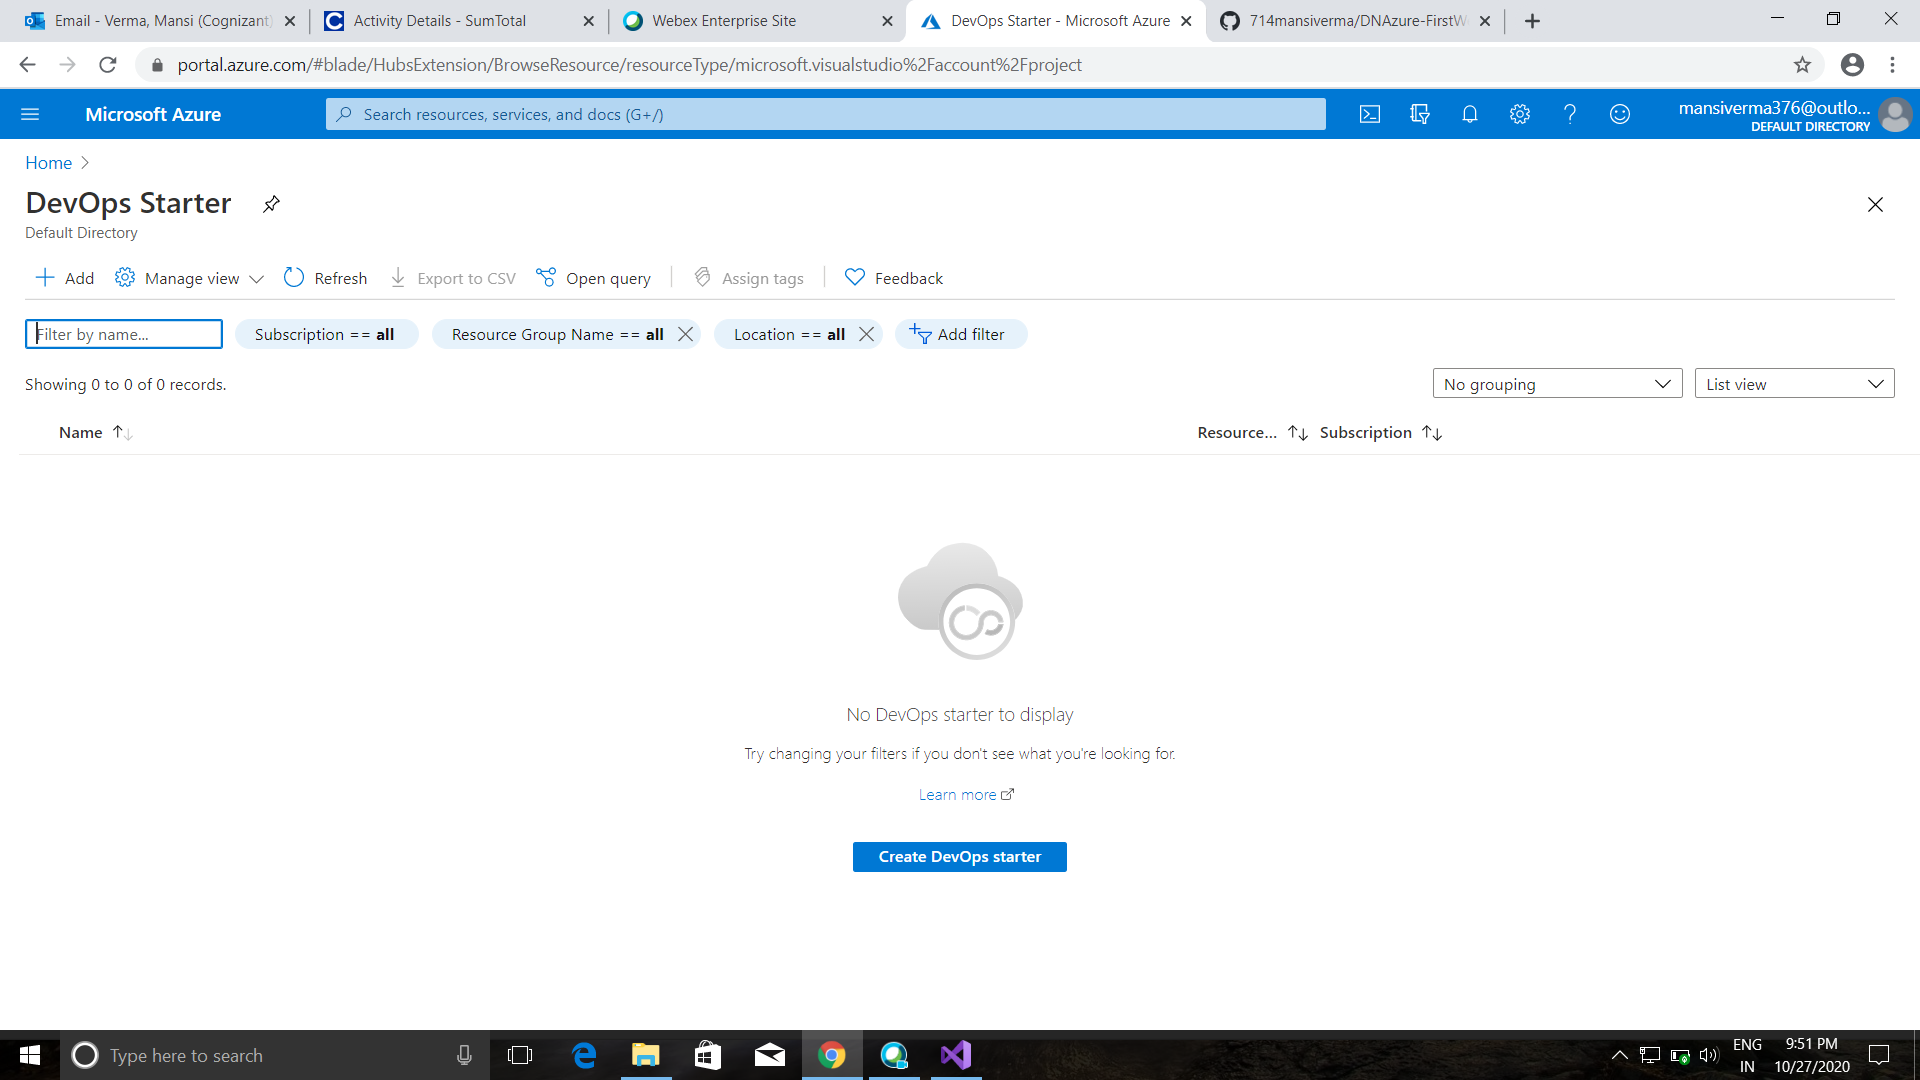 Email - Verma, Mansi (Cognizant)
Activity Details - SumTotal
Webex Enterprise Site
DevOps Starter - Microsoft Azure
714mansiverma/DNAzure-FirstW
portal.azure.com/#blade/HubsExtension/BrowseResource/resourceType/microsoft.visualstudio%2Faccount%2Fproject
Microsoft Azure
Search resources, services, and docs (G+/)
mansiverma376@outlo...
DEFAULT DIRECTORY
Home
DevOps Starter
Default Directory
Add
Manage view
Refresh
Export to CSV
Open query
Assign tags
Feedback
Filter by name...
Subscription == all
Resource Group Name == all
Location == all
Add filter
Showing 0 to 0 of 0 records.
No grouping
List view
Name
Resource...
Subscription
No DevOps starter to display
Try changing your filters if you don't see what you're looking for.
Learn more
Create DevOps starter
Type here to search
ENG
IN
9:51 PM
10/27/2020